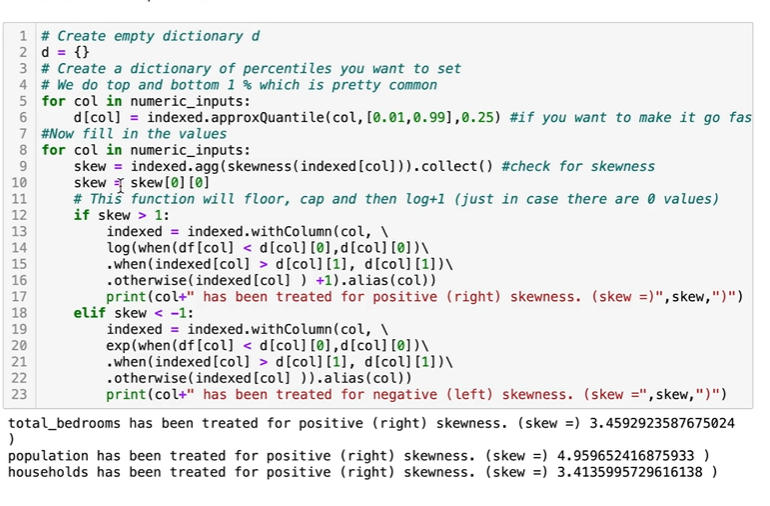 1 # Create empty dictionary d
2 d = {}
3 # Create a dictionary of percentiles you want to set
4 # We do top and bottom 1 % which is pretty common
5 for col in numeric_inputs:
6     d[col] = indexed.approxQuantile(col,[0.01,0.99],0.25) #if you want to make it go fas
7 #Now fill in the values
8 for col in numeric_inputs:
9     skew = indexed.agg(skewness(indexed[col])).collect() #check for skewness
10     skew = skew[0][0]
11     # This function will floor, cap and then log+1 (just in case there are 0 values)
12     if skew > 1:
13         indexed = indexed.withColumn(col, \
14         log(when(df[col] < d[col][0],d[col][0])\
15         .when(indexed[col] > d[col][1], d[col][1])\
16         .otherwise(indexed[col] ) +1).alias(col))
17         print(col+" has been treated for positive (right) skewness. (skew =)",skew,")")
18     elif skew < -1:
19         indexed = indexed.withColumn(col, \
20         exp(when(df[col] < d[col][0],d[col][0])\
21         .when(indexed[col] > d[col][1], d[col][1])\
22         .otherwise(indexed[col] )).alias(col))
23         print(col+" has been treated for negative (left) skewness. (skew =",skew,")")
total_bedrooms has been treated for positive (right) skewness. (skew =) 3.4592923587675024
)
population has been treated for positive (right) skewness. (skew =) 4.959652416875933 )
households has been treated for positive (right) skewness. (skew =) 3.4135995729616138 )